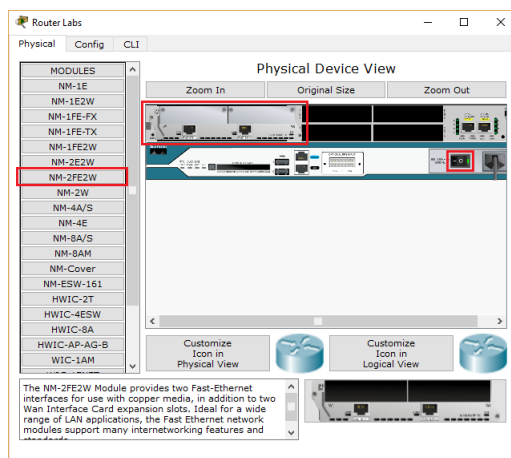 Router Labs
Physical Config CLI
MODULES
NM-1E
NM-1E2W
NM-1FE-FX
NM-1FE-TX
NM-1FE2W
NM-2E2W
NM-2FE2W
NM-2W
NM-4A/S
NM-4E
NM-8A/S
NM-8AM
NM-Cover
NM-ESW-161
HWIC-2T
HWIC-4ESW
HWIC-8A
HWIC-AP-AG-B
WIC-1AM
Physical Device View
Zoom In Original Size Zoom Out
Customize
Icon in
Physical View
Customize
Icon in
Logical View
The NM-2FE2W Module provides two Fast-Ethernet
interfaces for use with copper media, in addition to two
Wan Interface Card expansion slots. Ideal for a wide
range of LAN applications, the Fast Ethernet network
modules support many internetworking features and
standards